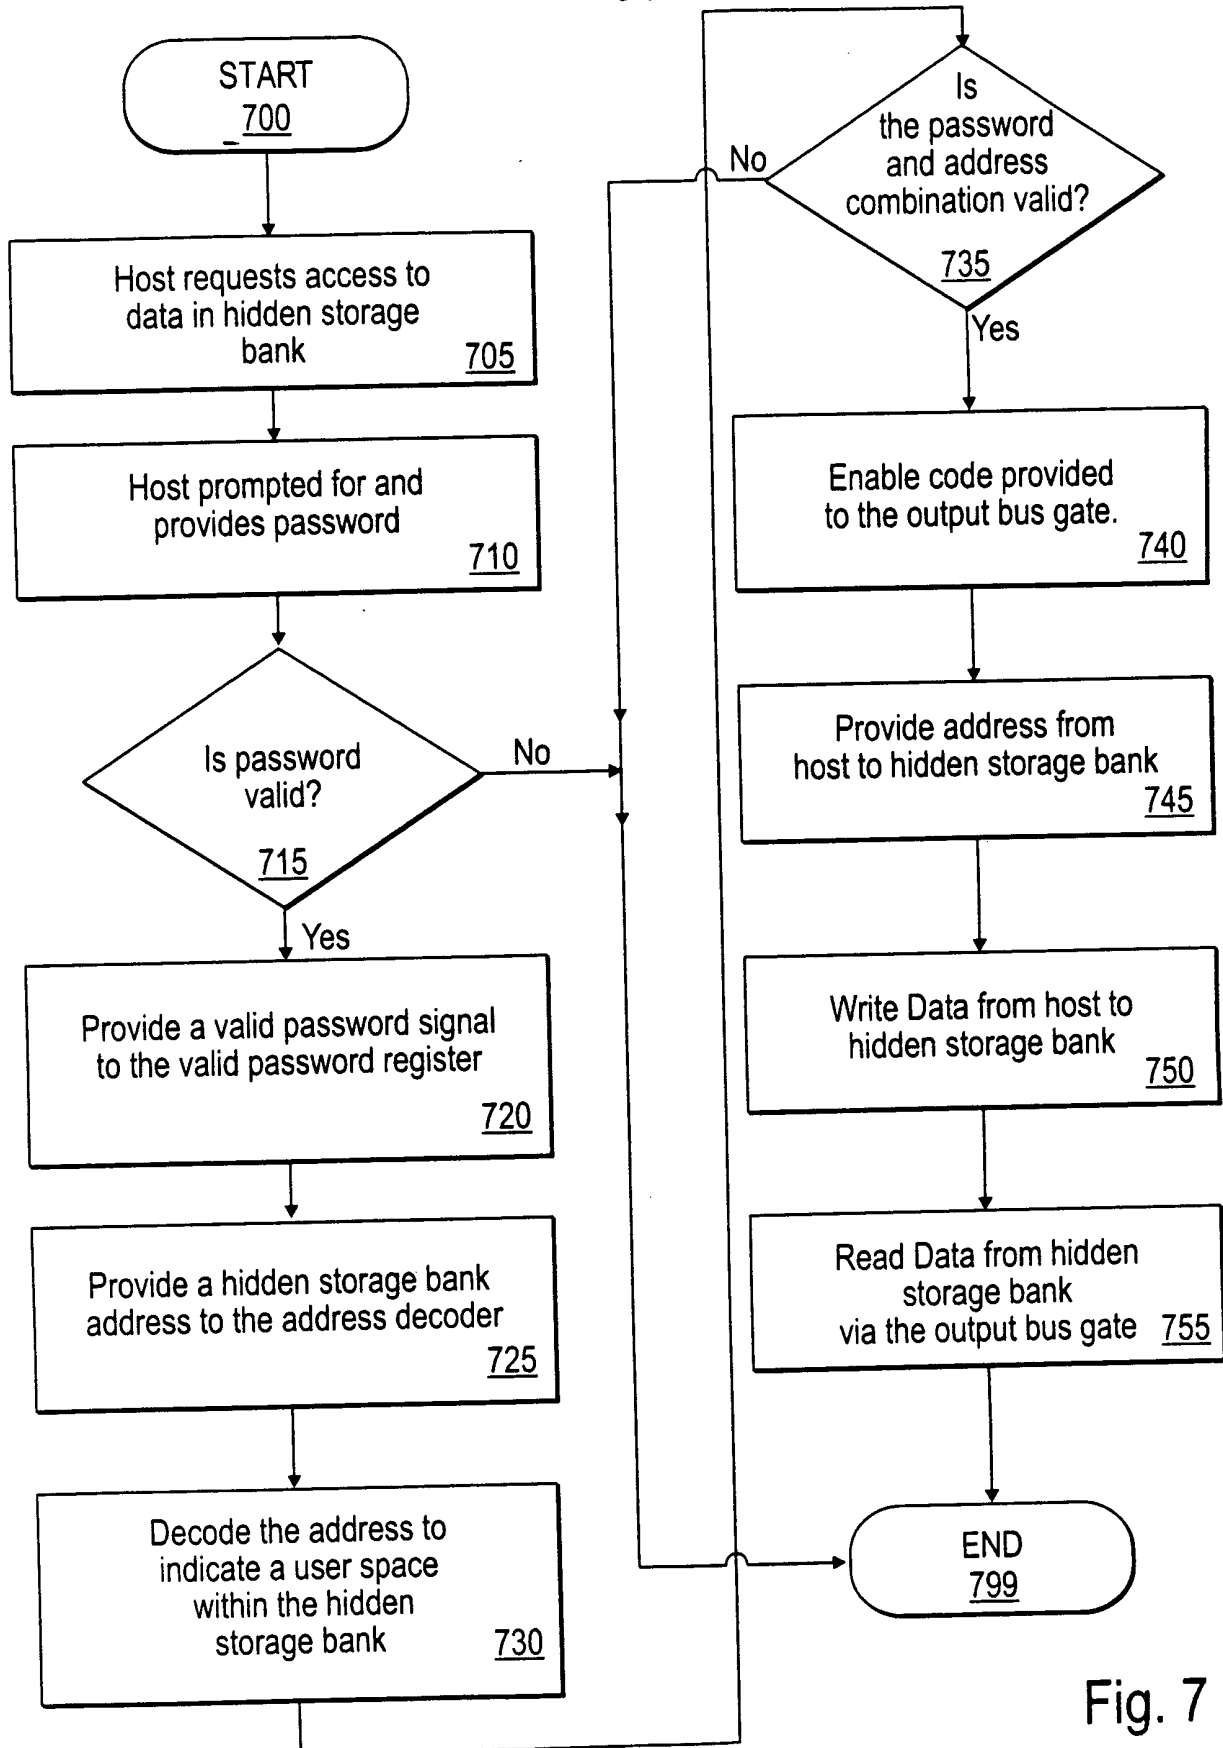 START
700
Host requests access to
data in hidden storage
bank
705
Host prompted for and
provides password
710
Is password
valid?
715
No
Yes
Provide a valid password signal
to the valid password register
720
Provide a hidden storage bank
address to the address decoder
725
Decode the address to
indicate a user space
within the hidden
storage bank
730
Is
the password
and address
combination valid?
735
No
Yes
Enable code provided
to the output bus gate.
740
Provide address from
host to hidden storage bank
745
Write Data from host to
hidden storage bank
750
Read Data from hidden
storage bank
via the output bus gate 755
END
799
Fig. 7